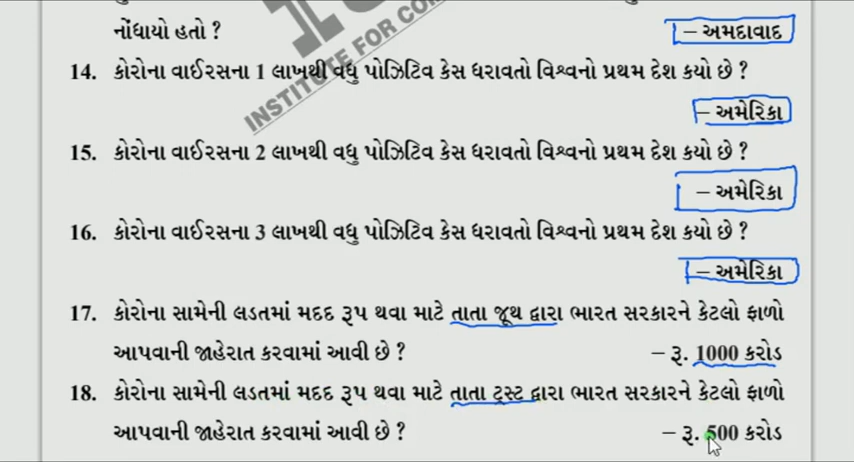 નોંધાયો હતો ? – અમદાવાદ
INSTITUTE FOR COM
14. કોરોના વાઈરસના 1 લાખથી વધુ પોઝિટિવ કેસ ધરાવતો વિશ્વનો પ્રથમ દેશ કયો છે ?
– અમેરિકા
15. કોરોના વાઈરસના 2 લાખથી વધુ પોઝિટિવ કેસ ધરાવતો વિશ્વનો પ્રથમ દેશ કયો છે ?
– અમેરિકા
16. કોરોના વાઈરસના 3 લાખથી વધુ પોઝિટિવ કેસ ધરાવતો વિશ્વનો પ્રથમ દેશ કયો છે ?
– અમેરિકા
17. કોરોના સામેની લડતમાં મદદ રૂપ થવા માટે તાતા જૂથ દ્વારા ભારત સરકારને કેટલો ફાળો
આપવાની જાહેરાત કરવામાં આવી છે ? – રૂ. 1000 કરોડ
18. કોરોના સામેની લડતમાં મદદ રૂપ થવા માટે તાતા ટ્રસ્ટ દ્વારા ભારત સરકારને કેટલો ફાળો
આપવાની જાહેરાત કરવામાં આવી છે ? – રૂ. 500 કરોડ